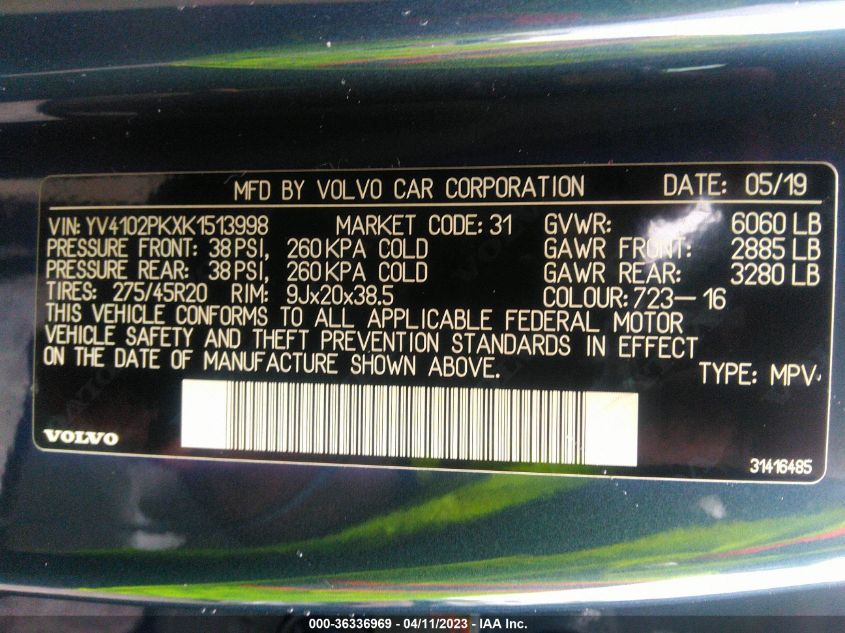 MFD BY VOLVO CAR CORPORATION DATE: 05/19
VIN: YV4102PKXK1513998 MARKET CODE: 31 GVWR: 6060 LB
PRESSURE FRONT: 38 PSI, 260 KPA COLD GAWR FRONT: 2885 LB
PRESSURE REAR: 38 PSI, 260 KPA COLD GAWR REAR: 3280 LB
TIRES: 275/45R20 RIM: 9Jx20x38.5 COLOUR: 723-16
THIS VEHICLE CONFORMS TO ALL APPLICABLE FEDERAL MOTOR
VEHICLE SAFETY AND THEFT PREVENTION STANDARDS IN EFFECT
ON THE DATE OF MANUFACTURE SHOWN ABOVE.
TYPE: MPV
VOLVO
31416485
000-36336969 - 04/11/2023 - IAA Inc.